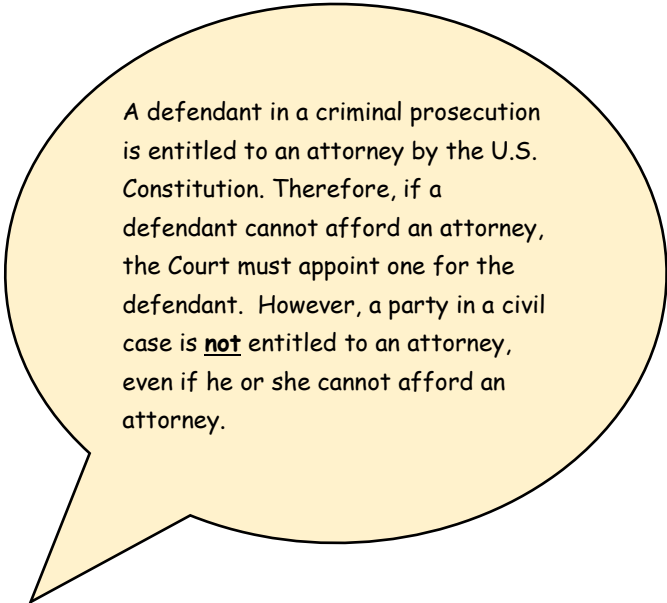 A defendant in a criminal prosecution
is entitled to an attorney by the U.S.
Constitution. Therefore, if a
defendant cannot afford an attorney,
the Court must appoint one for the
defendant.  However, a party in a civil
case is not entitled to an attorney,
even if he or she cannot afford an
attorney.